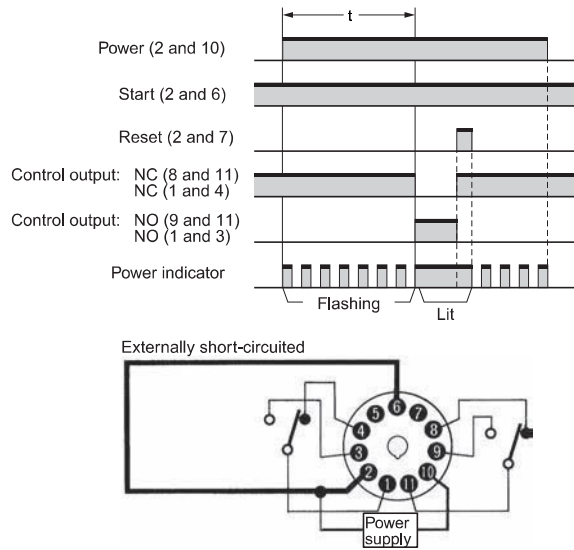 t
Power (2 and 10)
Start (2 and 6)
Reset (2 and 7)
Control output: NC (8 and 11)
NC (1 and 4)
Control output: NO (9 and 11)
NO (1 and 3)
Power indicator
Flashing
Lit
Externally short-circuited
6
5
7
4
8
3
9
2
10
1
11
Power
supply